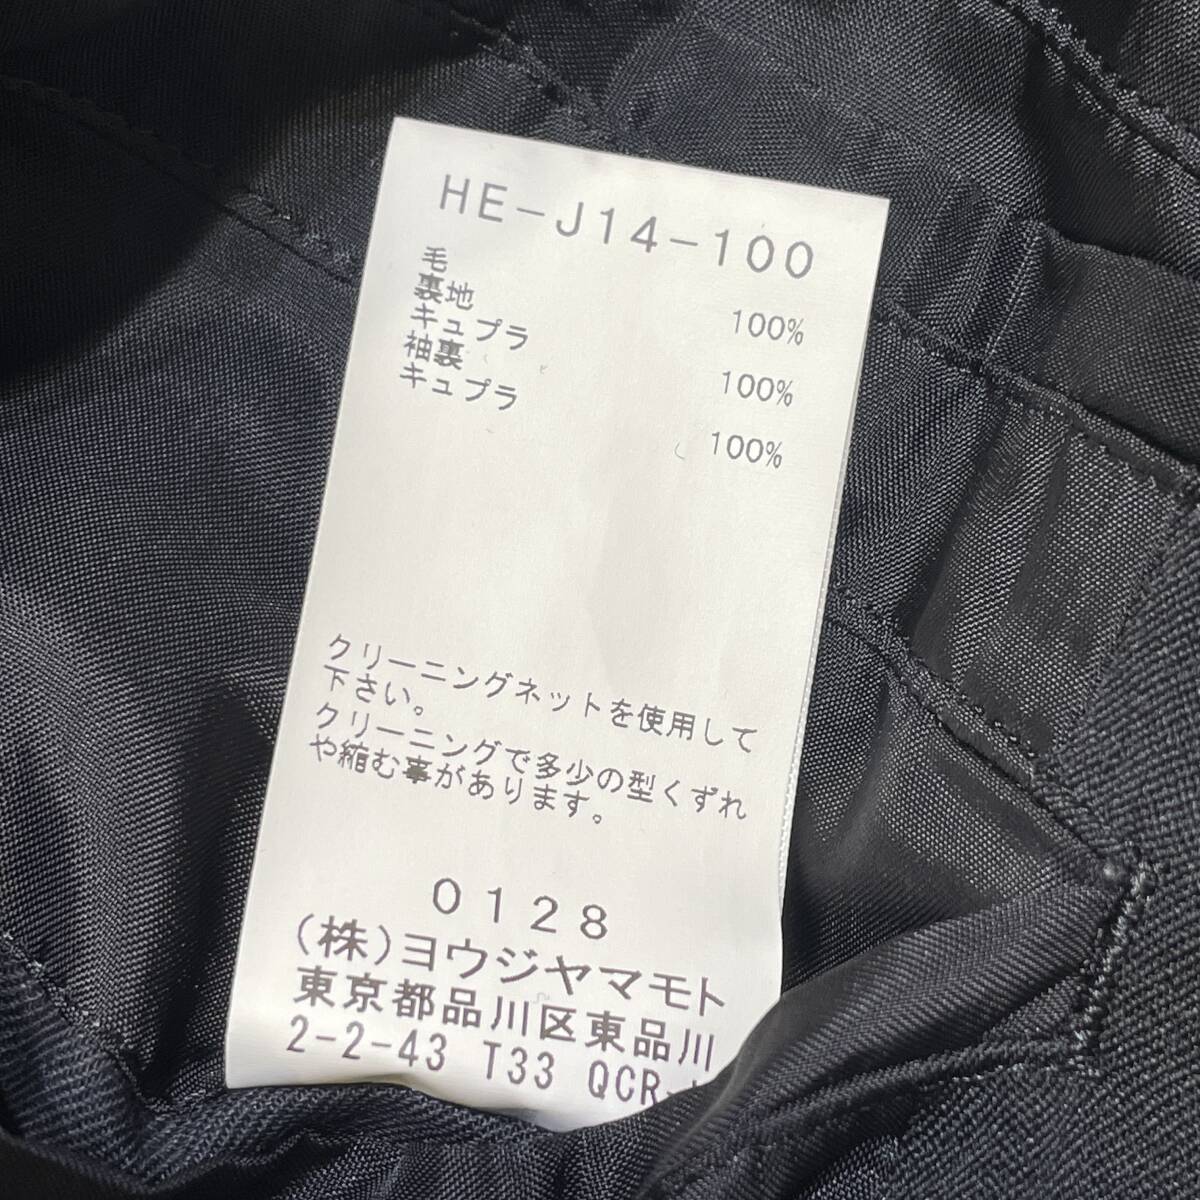 HE-J14-100
毛 100%
裏地
キュプラ 100%
袖裏
キュプラ 100%
クリーニングネットを使用して
下さい。
クリーニングで多少の型くずれ
や縮む事があります。
0128
(株)ヨウジヤマモト
東京都品川区東品川
2-2-43 T33 QCR-